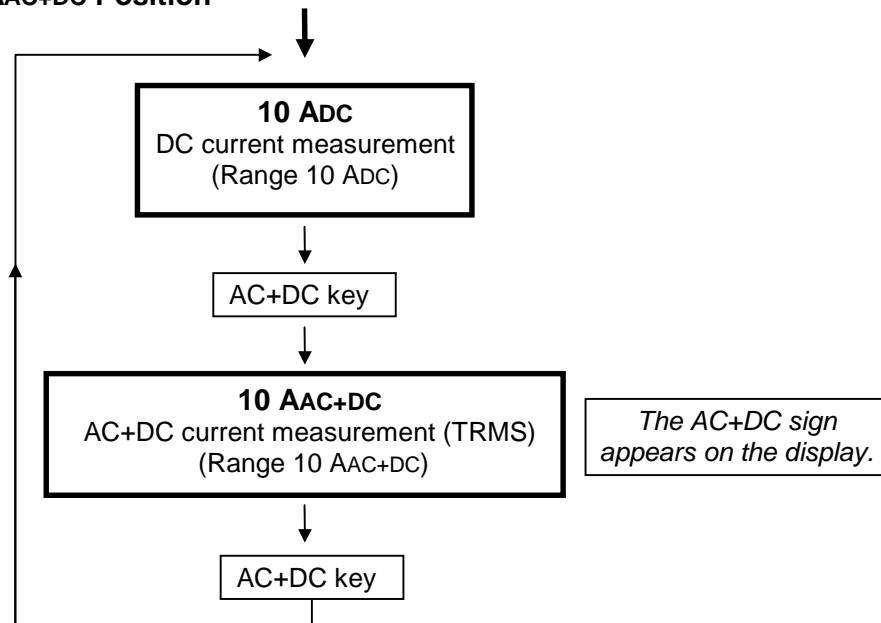 AAC+DC Position
10 ADC
DC current measurement
(Range 10 ADC)
AC+DC key
10 AAC+DC
AC+DC current measurement (TRMS)
(Range 10 AAC+DC)
The AC+DC sign
appears on the display.
AC+DC key